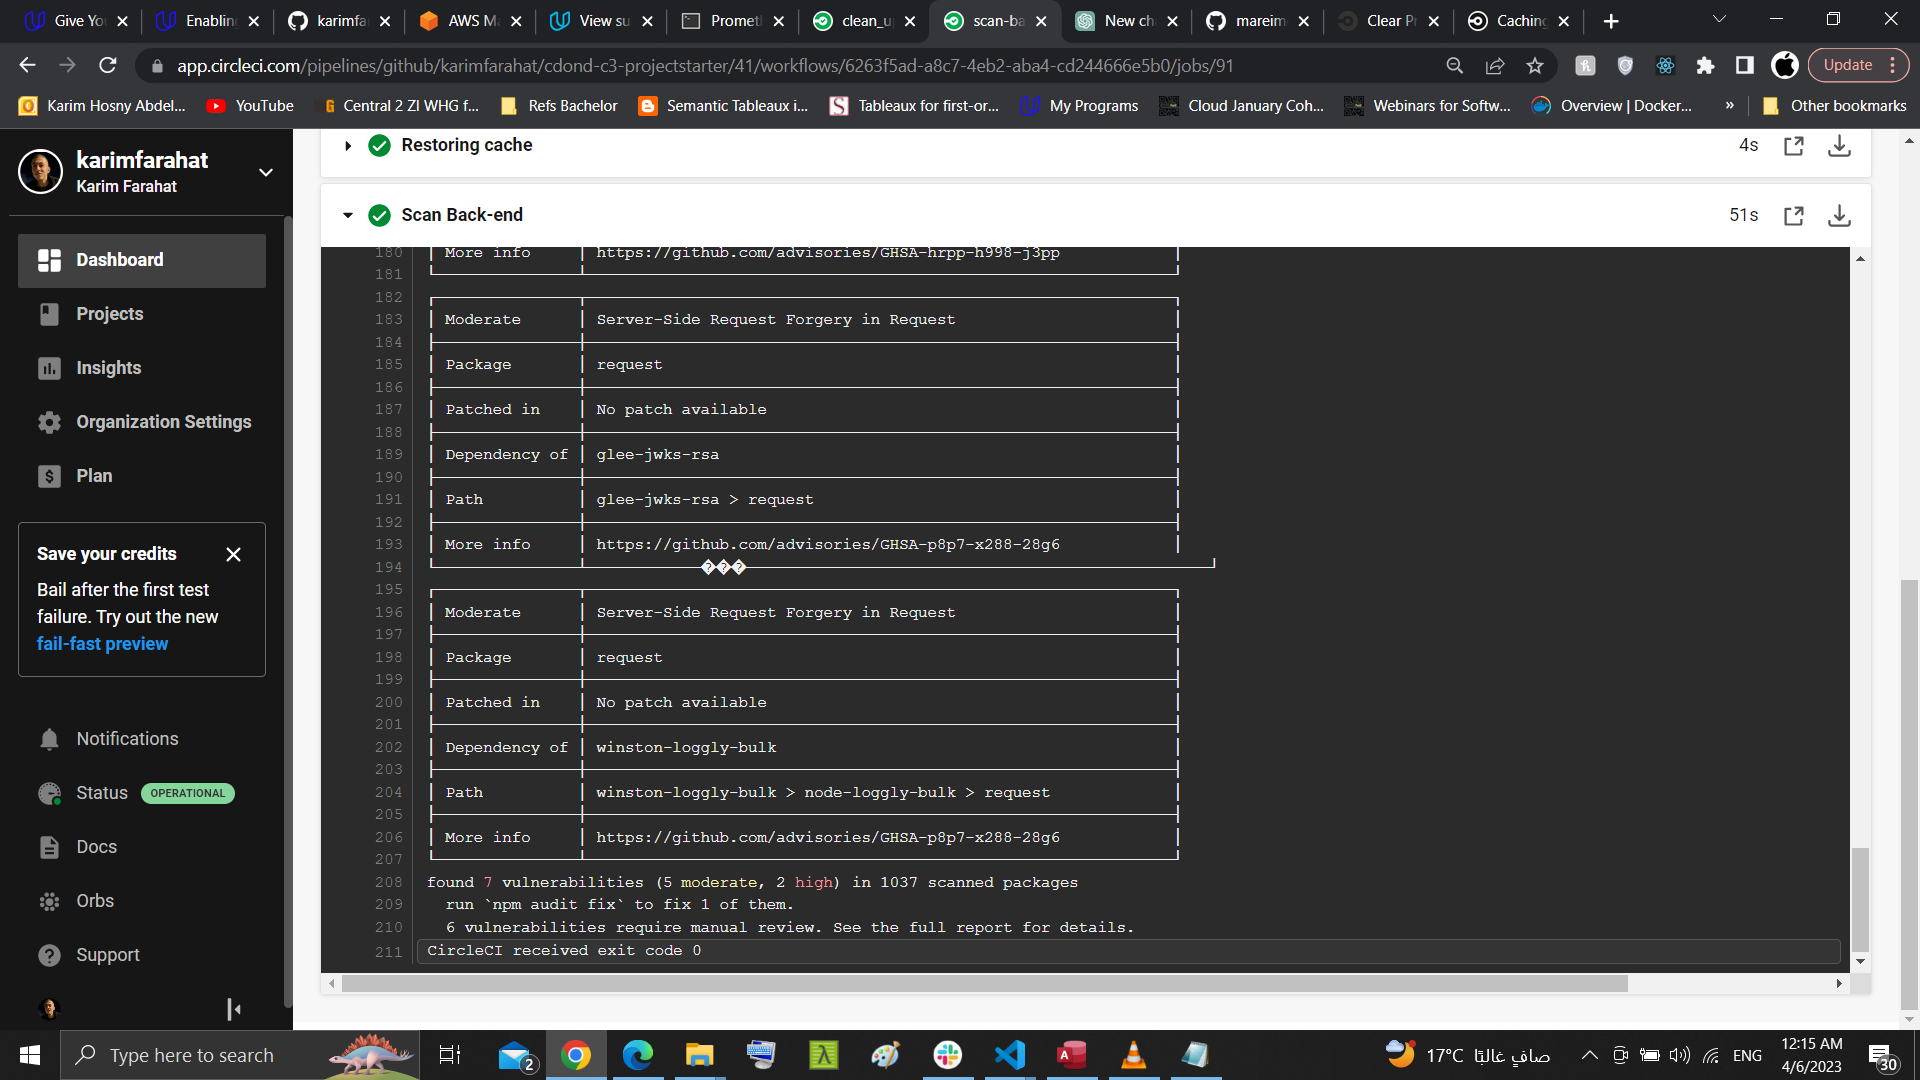 Give Yo
Enablin
karimfa
AWS M
View su
Promet
clean_u
scan-ba
New ch
mareim
Clear P
Caching
app.circleci.com/pipelines/github/karimfarahat/cdond-c3-projectstarter/41/workflows/6263f5ad-a8c7-4eb2-aba4-cd244666e5b0/jobs/91
Update
Karim Hosny Abdel...
YouTube
Central 2 ZI WHG f...
Refs Bachelor
Semantic Tableaux i...
Tableaux for first-or...
My Programs
Cloud January Coh...
Webinars for Softw...
Overview | Docker...
»
Other bookmarks
karimfarahat
Karim Farahat
Dashboard
Projects
Insights
Organization Settings
Plan
Save your credits
Bail after the first test
failure. Try out the new
fail-fast preview
Notifications
Status OPERATIONAL
Docs
Orbs
Support
Restoring cache 4s
Scan Back-end 51s
180 More info https://github.com/advisories/GHSA-hrpp-h998-j3pp
181
182
183 Moderate Server-Side Request Forgery in Request
184
185 Package request
186
187 Patched in No patch available
188
189 Dependency of glee-jwks-rsa
190
191 Path glee-jwks-rsa > request
192
193 More info https://github.com/advisories/GHSA-p8p7-x288-28g6
194 ���
195
196 Moderate Server-Side Request Forgery in Request
197
198 Package request
199
200 Patched in No patch available
201
202 Dependency of winston-loggly-bulk
203
204 Path winston-loggly-bulk > node-loggly-bulk > request
205
206 More info https://github.com/advisories/GHSA-p8p7-x288-28g6
207
208 found 7 vulnerabilities (5 moderate, 2 high) in 1037 scanned packages
209 run `npm audit fix` to fix 1 of them.
210 6 vulnerabilities require manual review. See the full report for details.
211 CircleCI received exit code 0
Type here to search
2
17°C صافٍ غالبًا
ENG
12:15 AM
4/6/2023
30